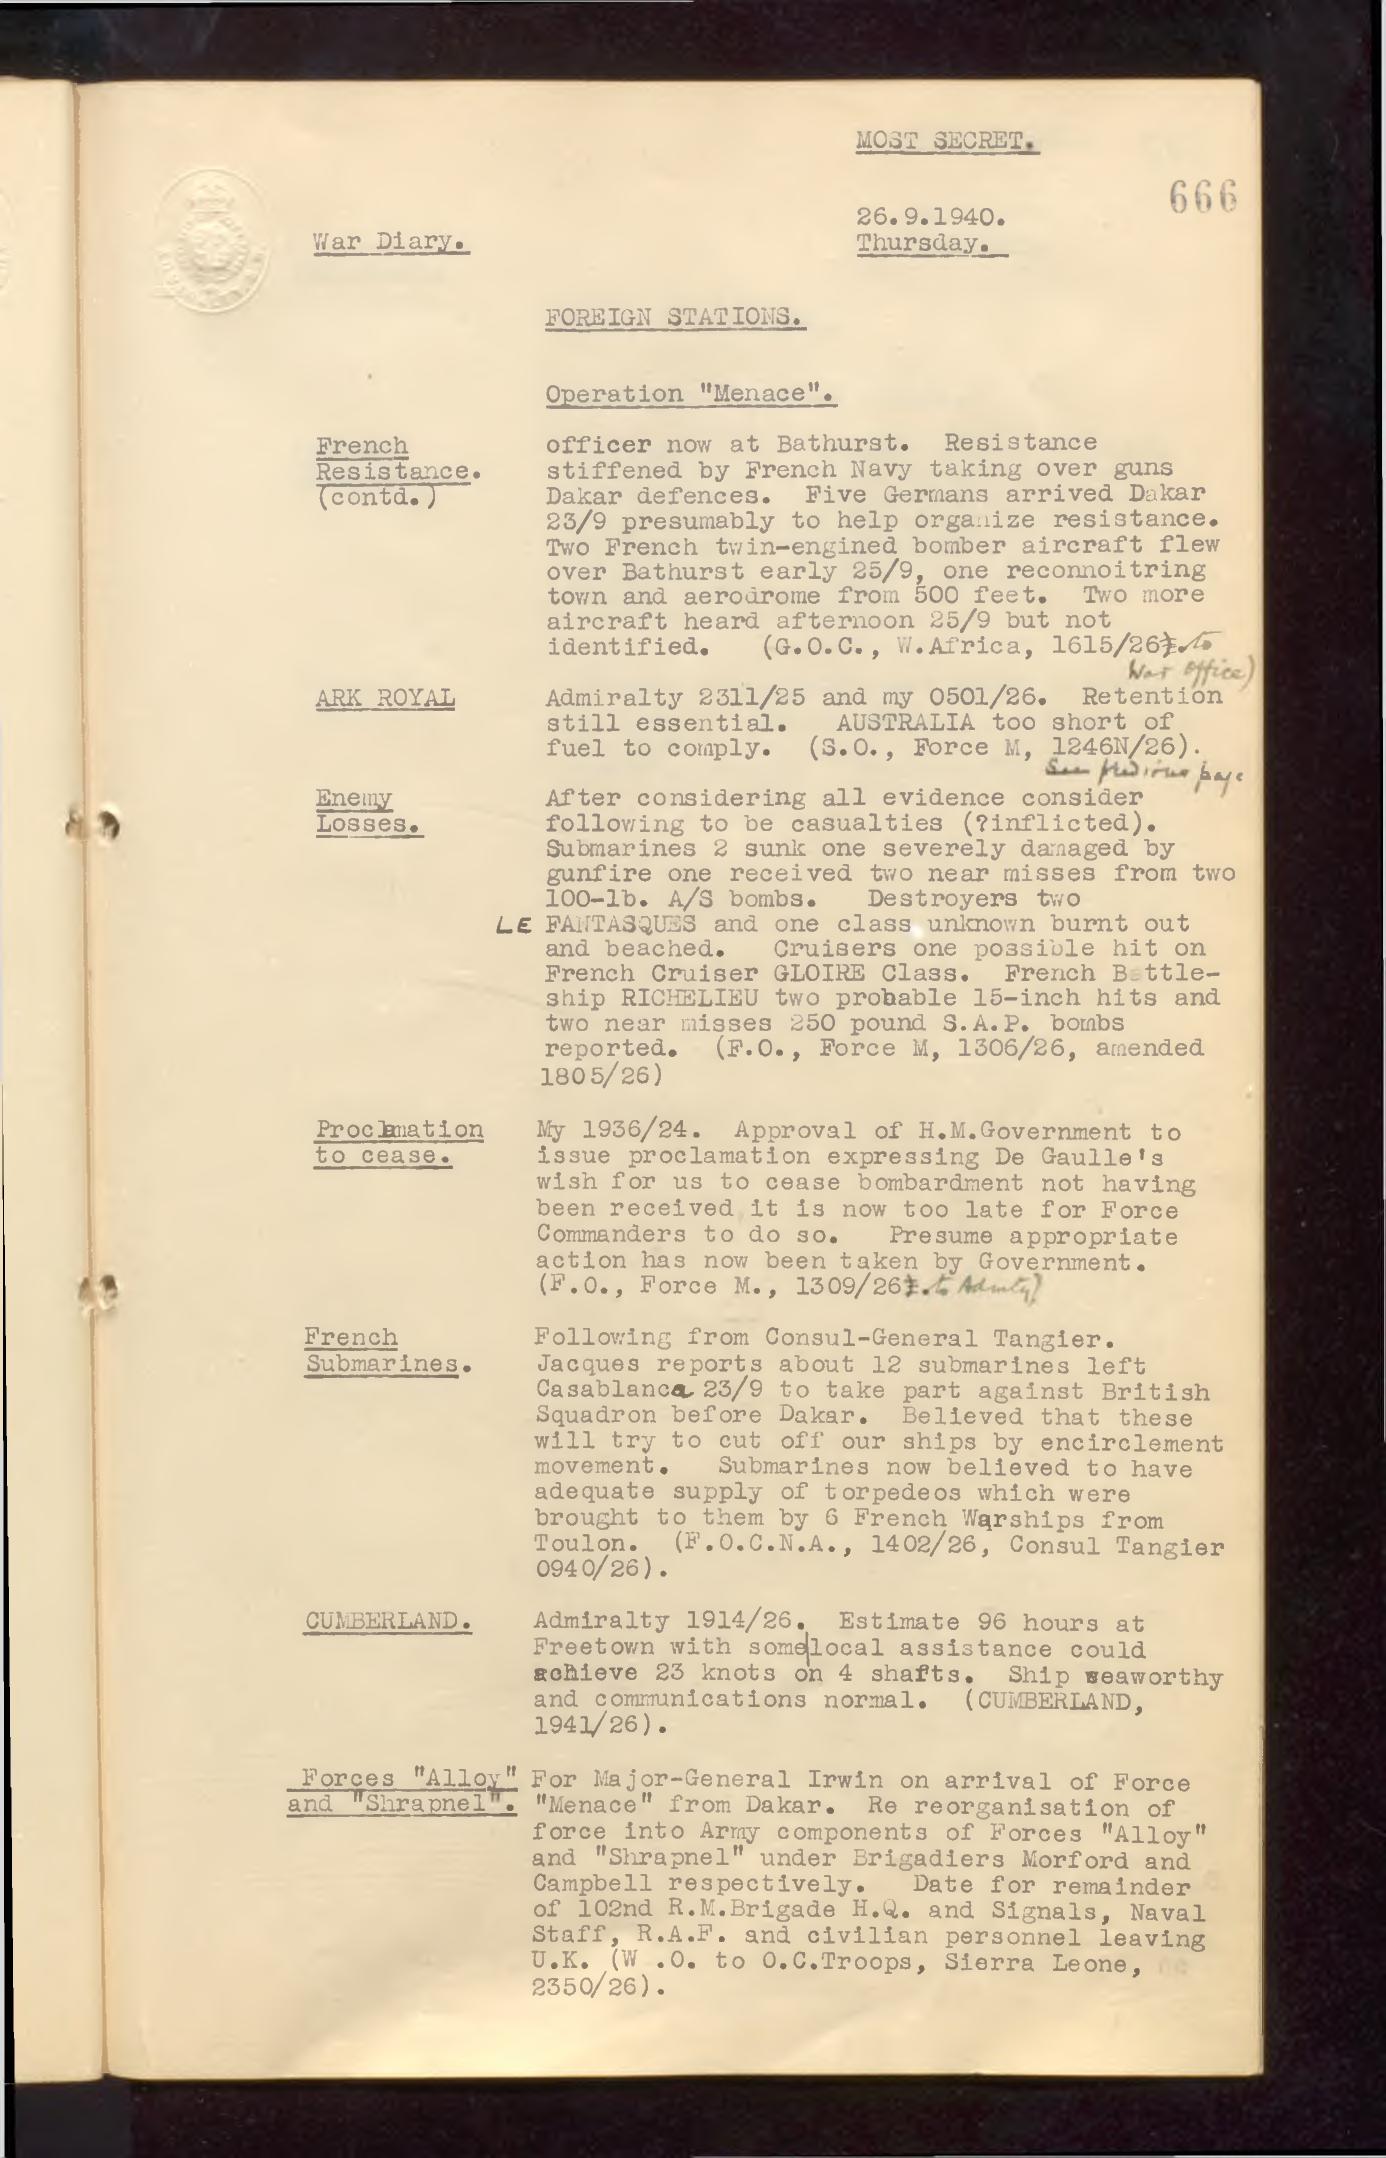 MOST SECRET.
666
26.9.1940.
War Diary. Thursday.
FOREIGN STATIONS.
Operation "Menace".
French officer now at Bathurst. Resistance
Resistance. stiffened by French Navy taking over guns
(contd.) Dakar defences. Five Germans arrived Dakar
23/9 presumably to help organize resistance.
Two French twin-engined bomber aircraft flew
over Bathurst early 25/9, one reconnoitring
town and aerodrome from 500 feet. Two more
aircraft heard afternoon 25/9 but not
identified. (G.O.C., W.Africa, 1615/26). to
War Office)
ARK ROYAL Admiralty 2311/25 and my 0501/26. Retention
still essential. AUSTRALIA too short of
fuel to comply. (S.O., Force M, 1246N/26).
See previous page
Enemy After considering all evidence consider
Losses. following to be casualties (?inflicted).
Submarines 2 sunk one severely damaged by
gunfire one received two near misses from two
100-lb. A/S bombs. Destroyers two
LE FANTASQUES and one class unknown burnt out
and beached. Cruisers one possible hit on
French Cruiser GLOIRE Class. French Battle-
ship RICHELIEU two probable 15-inch hits and
two near misses 250 pound S.A.P. bombs
reported. (F.O., Force M, 1306/26, amended
1805/26)
Proclamation My 1936/24. Approval of H.M.Government to
to cease. issue proclamation expressing De Gaulle's
wish for us to cease bombardment not having
been received it is now too late for Force
Commanders to do so. Presume appropriate
action has now been taken by Government.
(F.O., Force M., 1309/26). to Admty)
French Following from Consul-General Tangier.
Submarines. Jacques reports about 12 submarines left
Casablanca 23/9 to take part against British
Squadron before Dakar. Believed that these
will try to cut off our ships by encirclement
movement. Submarines now believed to have
adequate supply of torpedoes which were
brought to them by 6 French Warships from
Toulon. (F.O.C.N.A., 1402/26, Consul Tangier
0940/26).
CUMBERLAND. Admiralty 1914/26. Estimate 96 hours at
Freetown with some|local assistance could
achieve 23 knots on 4 shafts. Ship seaworthy
and communications normal. (CUMBERLAND,
1941/26).
Forces "Alloy" For Major-General Irwin on arrival of Force
and "Shrapnel". "Menace" from Dakar. Re reorganisation of
force into Army components of Forces "Alloy"
and "Shrapnel" under Brigadiers Morford and
Campbell respectively. Date for remainder
of 102nd R.M.Brigade H.Q. and Signals, Naval
Staff, R.A.F. and civilian personnel leaving
U.K. (W .O. to O.C.Troops, Sierra Leone,
2350/26).